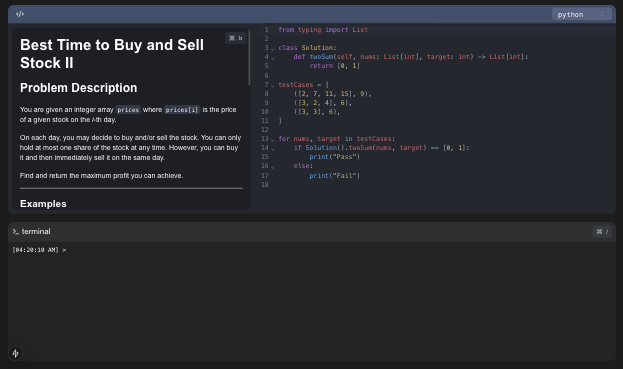 </>
python
Best Time to Buy and Sell
Stock II
⌘ b
Problem Description
You are given an integer array prices where prices[i] is the price
of a given stock on the i-th day.
On each day, you may decide to buy and/or sell the stock. You can only
hold at most one share of the stock at any time. However, you can buy
it and then immediately sell it on the same day.
Find and return the maximum profit you can achieve.
Examples
1 from typing import List
2
3 class Solution:
4 def twoSum(self, nums: List[int], target: int) -> List[int]:
5 return [0, 1]
6
7 testCases = [
8 ([2, 7, 11, 15], 9),
9 ([3, 2, 4], 6),
10 ([3, 3], 6),
11 ]
12
13 for nums, target in testCases:
14 if Solution().twoSum(nums, target) == [0, 1]:
15 print("Pass")
16 else:
17 print("Fail")
18
>_ terminal
⌘ /
[04:20:10 AM] >